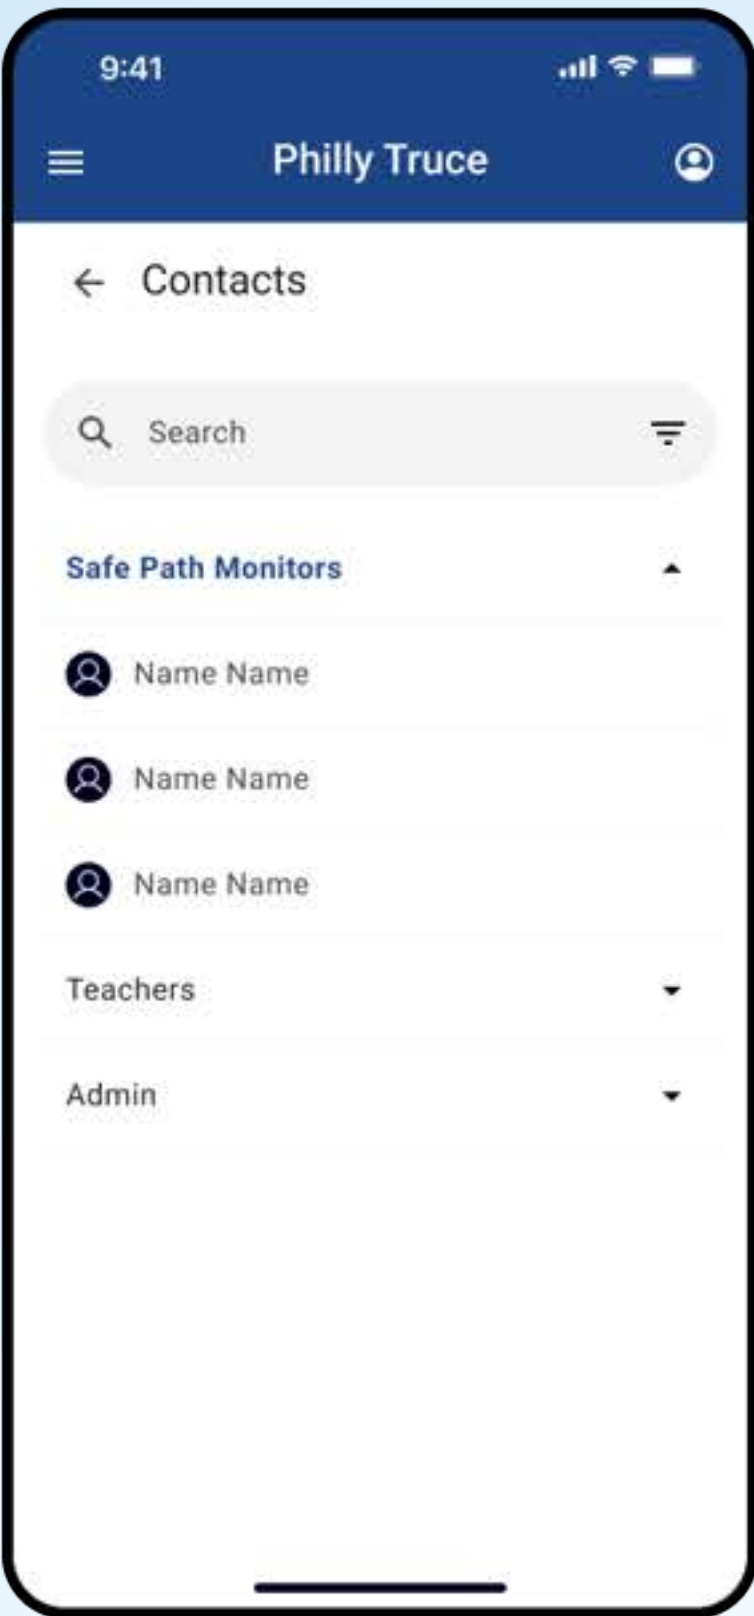 9:41
Philly Truce
Contacts
Search
Safe Path Monitors
Name Name
Name Name
Name Name
Teachers
Admin